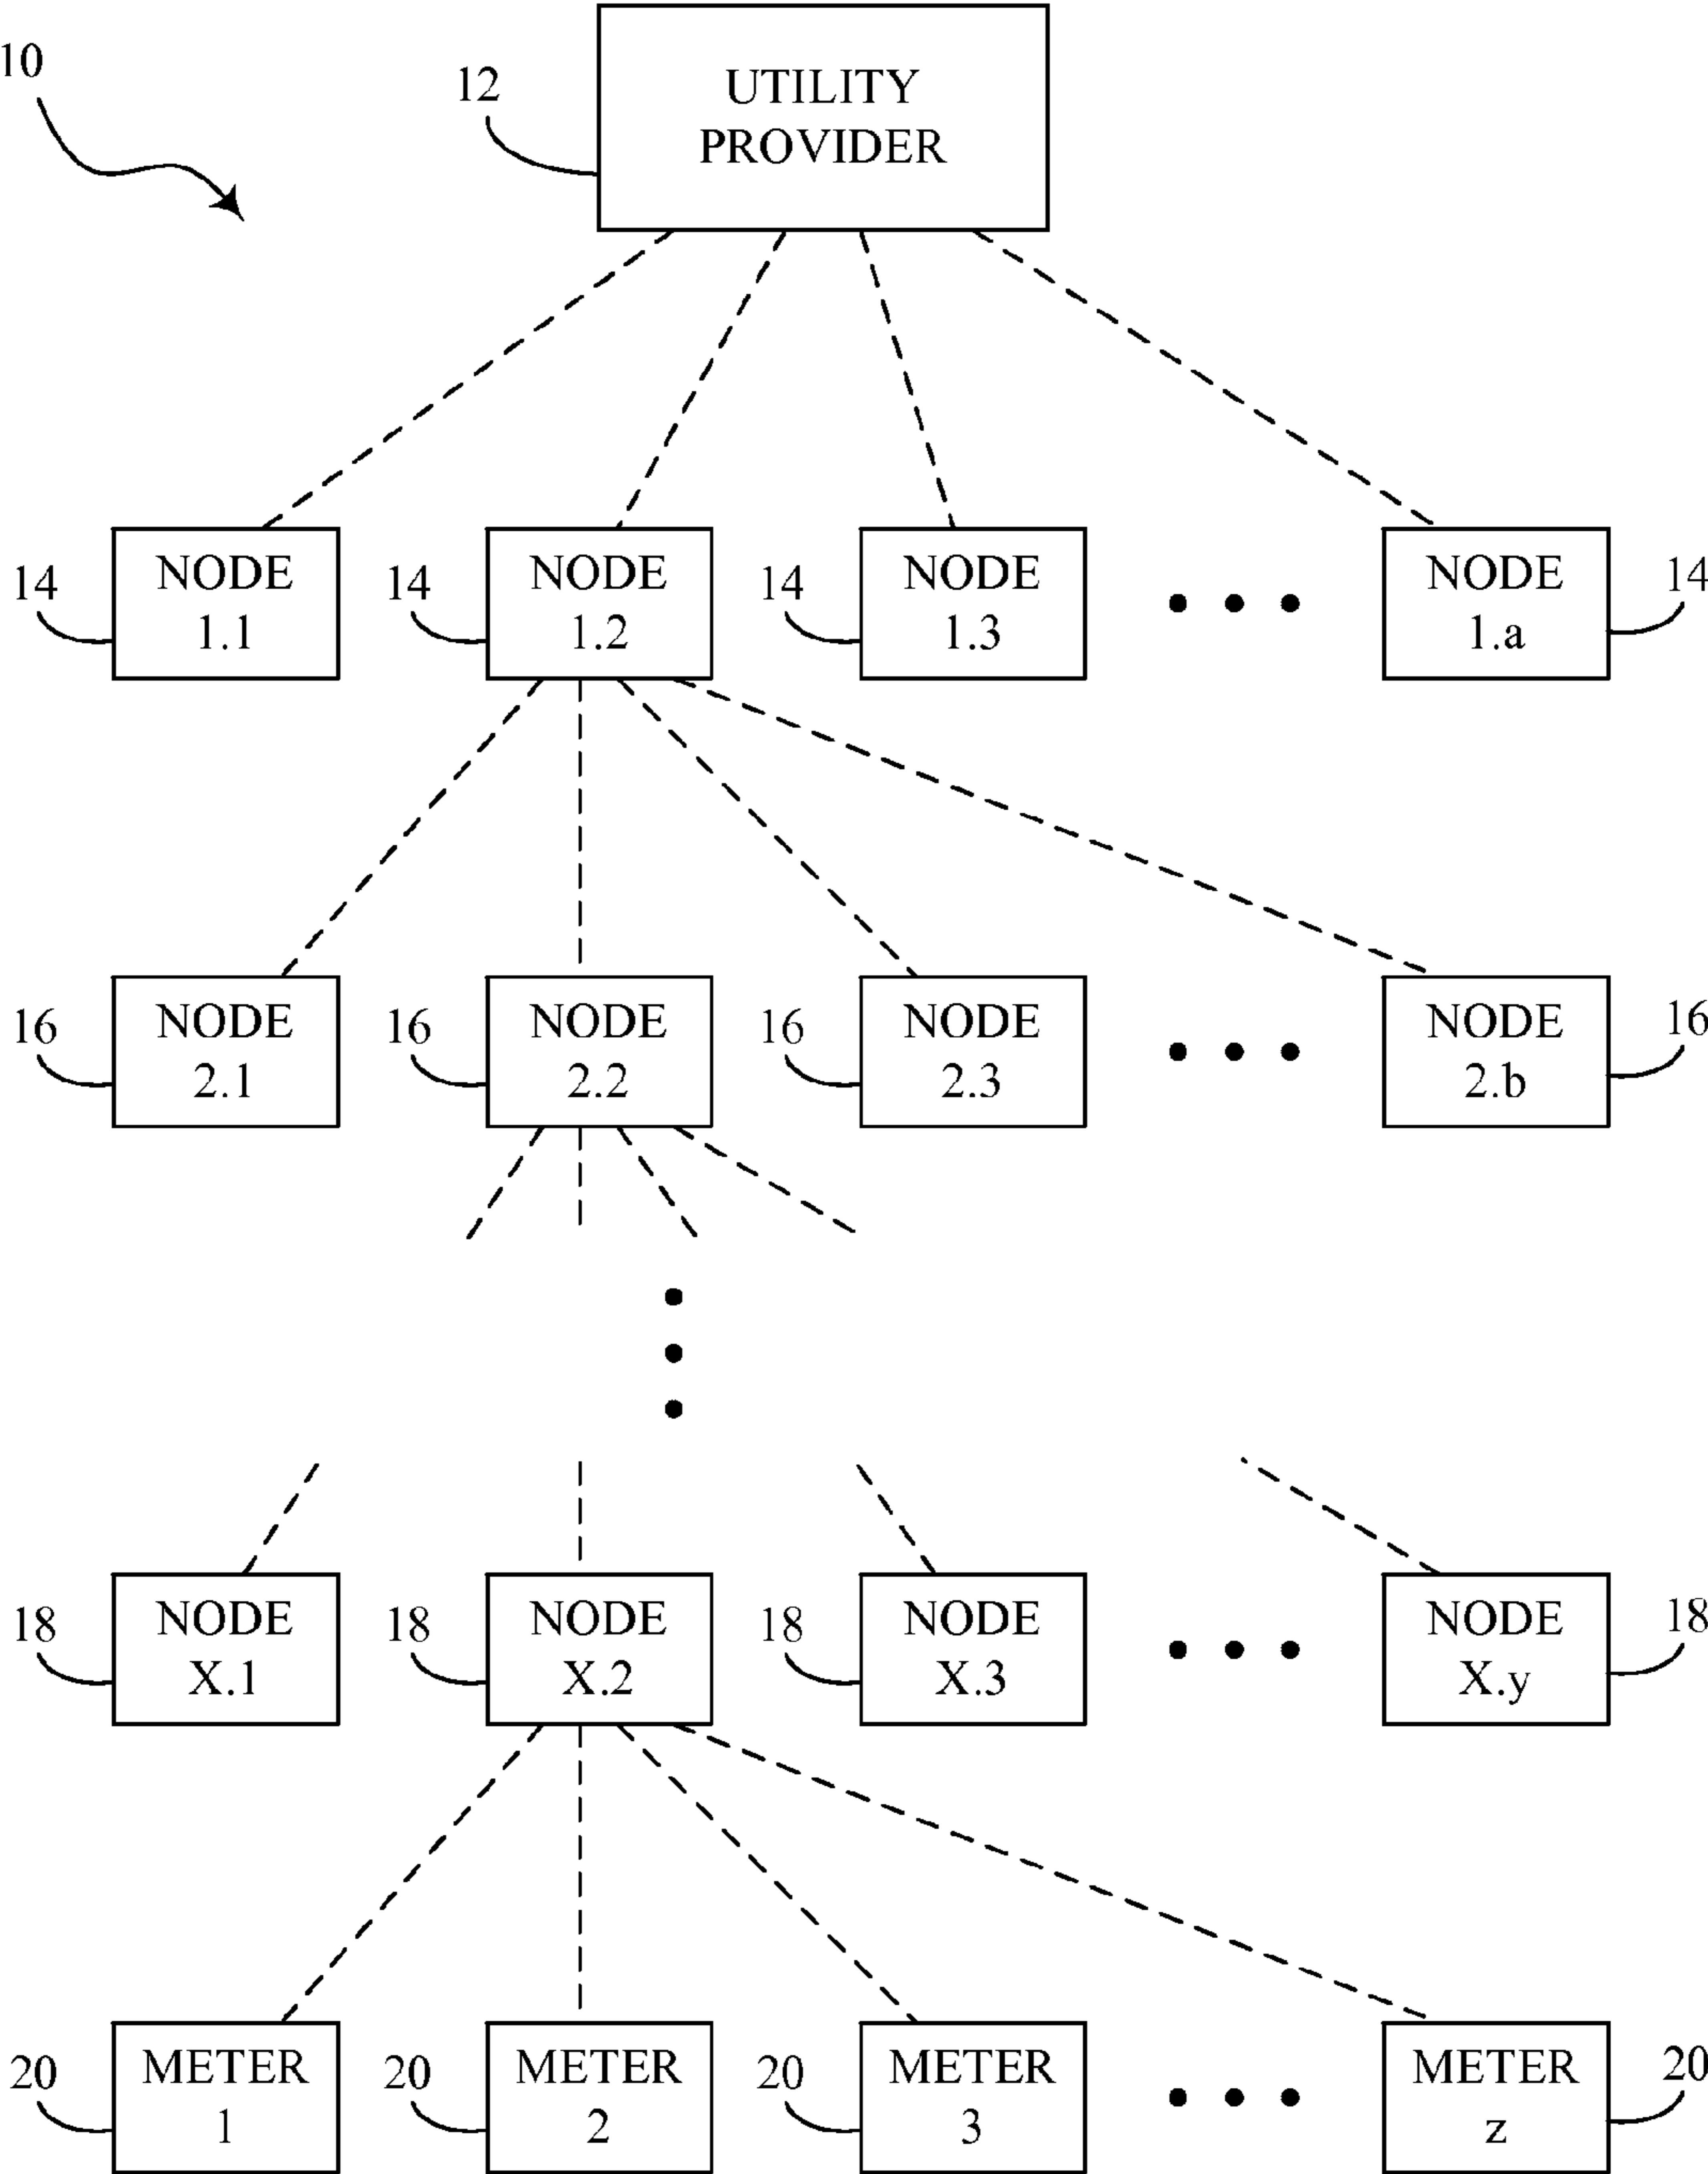 10
12
UTILITY
PROVIDER
14
NODE
1.1
14
NODE
1.2
14
NODE
1.3
NODE
1.a
14
16
NODE
2.1
16
NODE
2.2
16
NODE
2.3
NODE
2.b
16
18
NODE
X.1
18
NODE
X.2
18
NODE
X.3
NODE
X.y
18
20
METER
1
20
METER
2
20
METER
3
METER
z
20